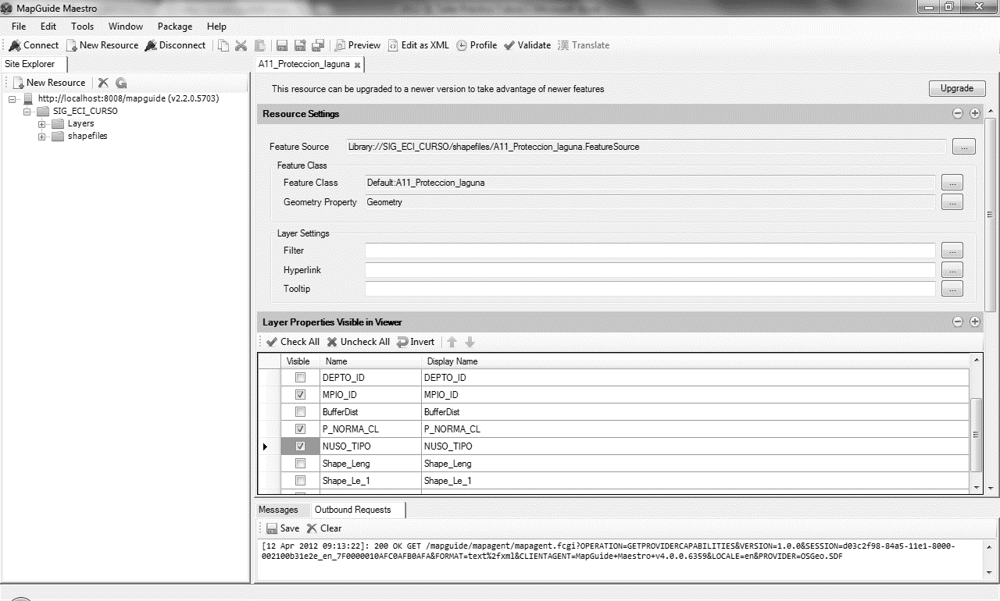 MapGuide Maestro
File Edit Tools Window Package Help
Connect New Resource Disconnect Preview Edit as XML Profile Validate 漢 Translate
Site Explorer
New Resource
http://localhost:8008/mapguide (v2.2.0.5703)
SIG_ECI_CURSO
Layers
shapefiles
A11_Proteccion_laguna
This resource can be upgraded to a newer version to take advantage of newer features Upgrade
Resource Settings
Feature Source Library://SIG_ECI_CURSO/shapefiles/A11_Proteccion_laguna.FeatureSource ...
Feature Class
Feature Class Default:A11_Proteccion_laguna ...
Geometry Property Geometry ...
Layer Settings
Filter ...
Hyperlink ...
Tooltip ...
Layer Properties Visible in Viewer
Check All Uncheck All Invert
Visible Name Display Name
DEPTO_ID DEPTO_ID
MPIO_ID MPIO_ID
BufferDist BufferDist
P_NORMA_CL P_NORMA_CL
NUSO_TIPO NUSO_TIPO
Shape_Leng Shape_Leng
Shape_Le_1 Shape_Le_1
Messages Outbound Requests
Save Clear
[12 Apr 2012 09:13:22]: 200 OK GET /mapguide/mapagent/mapagent.fcgi?OPERATION=GETPROVIDERCAPABILITIES&VERSION=1.0.0&SESSION=d03c2f98-84a5-11e1-8000-
002100b31e2e_en_7F0000010AFC0AFB0AFA&FORMAT=text%2fxml&CLIENTAGENT=MapGuide+Maestro+v4.0.0.6359&LOCALE=en&PROVIDER=OSGeo.SDF